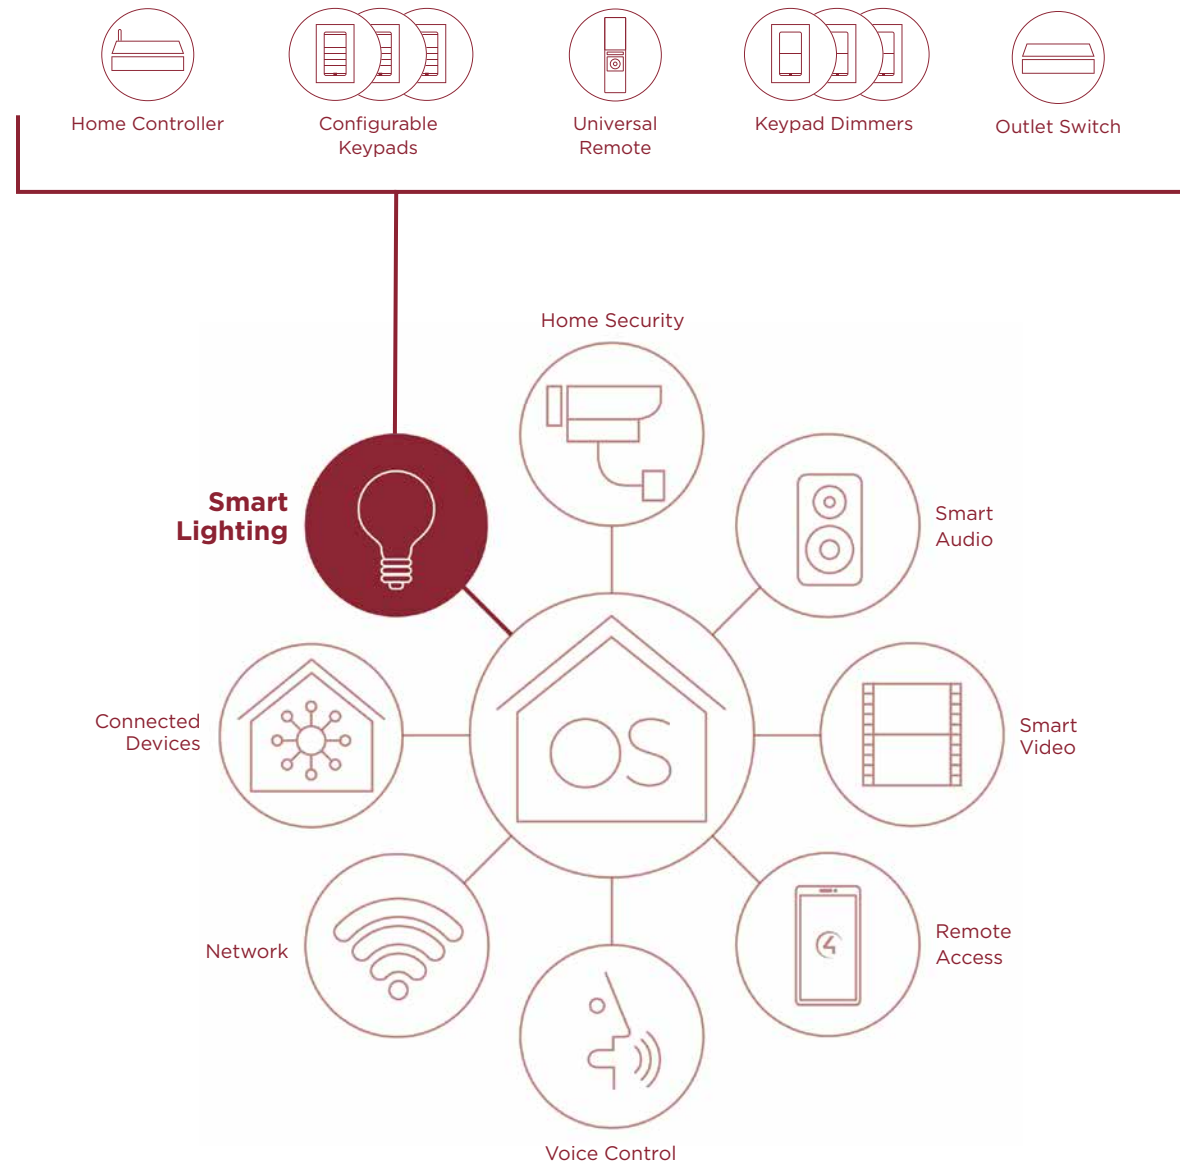 Home Controller
Configurable
Keypads
Universal
Remote
Keypad Dimmers
Outlet Switch
Home Security
Smart
Lighting
Smart
Audio
OS
Connected
Devices
Smart
Video
Network
Remote
Access
4
Voice Control